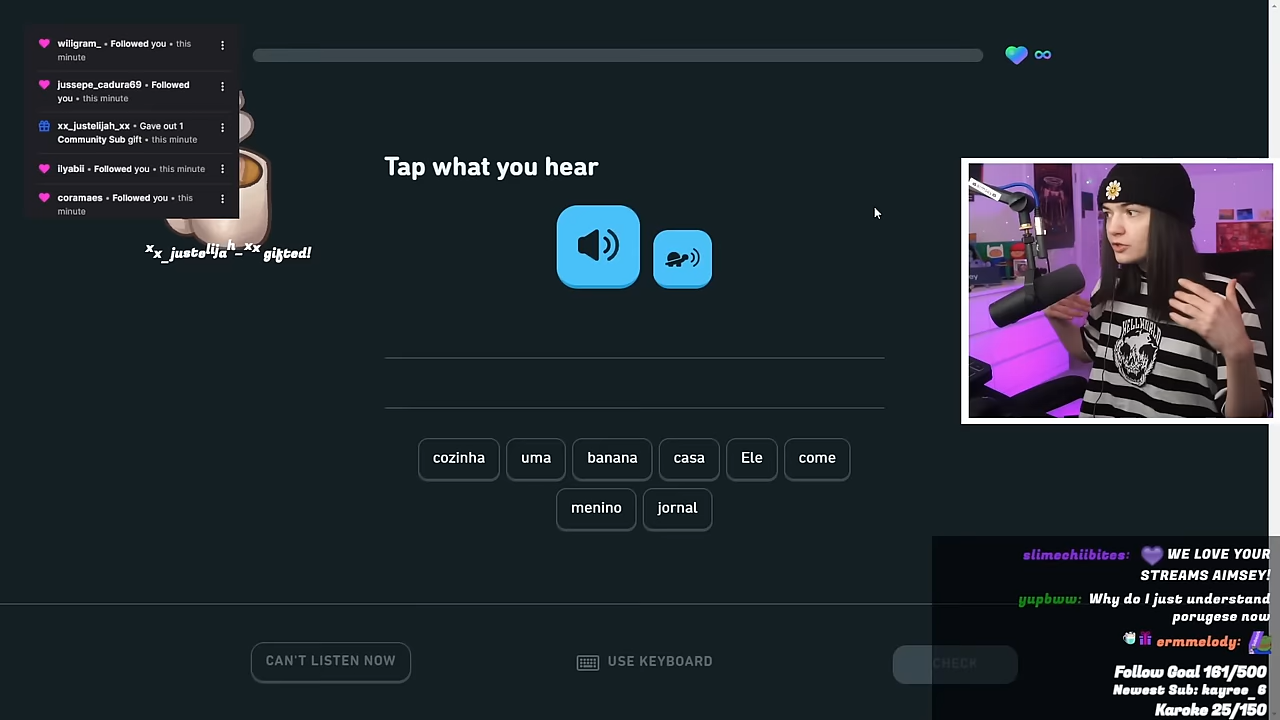 wiligram_ • Followed you • this
minute
jussepe_cadura69 • Followed
you • this minute
xx_justelijah_xx • Gave out 1
Community Sub gift • this minute
ilyabii • Followed you • this minute
coramaes • Followed you • this
minute
xx_justelijah_xx gifted!
Tap what you hear
cozinha uma banana casa Ele come
menino jornal
CAN'T LISTEN NOW
USE KEYBOARD
CHECK
HELLWORLD
slimechiibites: WE LOVE YOUR
STREAMS AIMSEY!
yupbww: Why do I just understand
porugese now
ermmelody:
Follow Goal 161/500
Newest Sub: kayree_6
Karoke 25/150